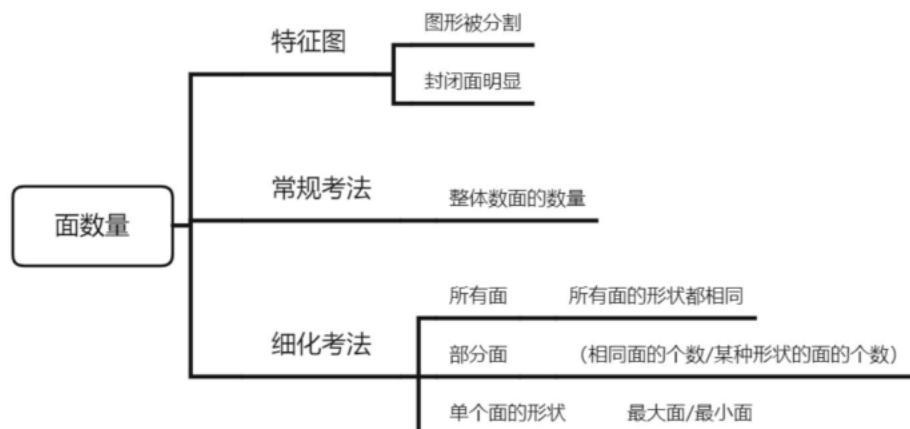 图形被分割
特征图
封闭面明显
常规考法
整体数面的数量
面数量
所有面 所有面的形状都相同
细化考法
部分面 （相同面的个数/某种形状的面的个数）
单个面的形状 最大面/最小面